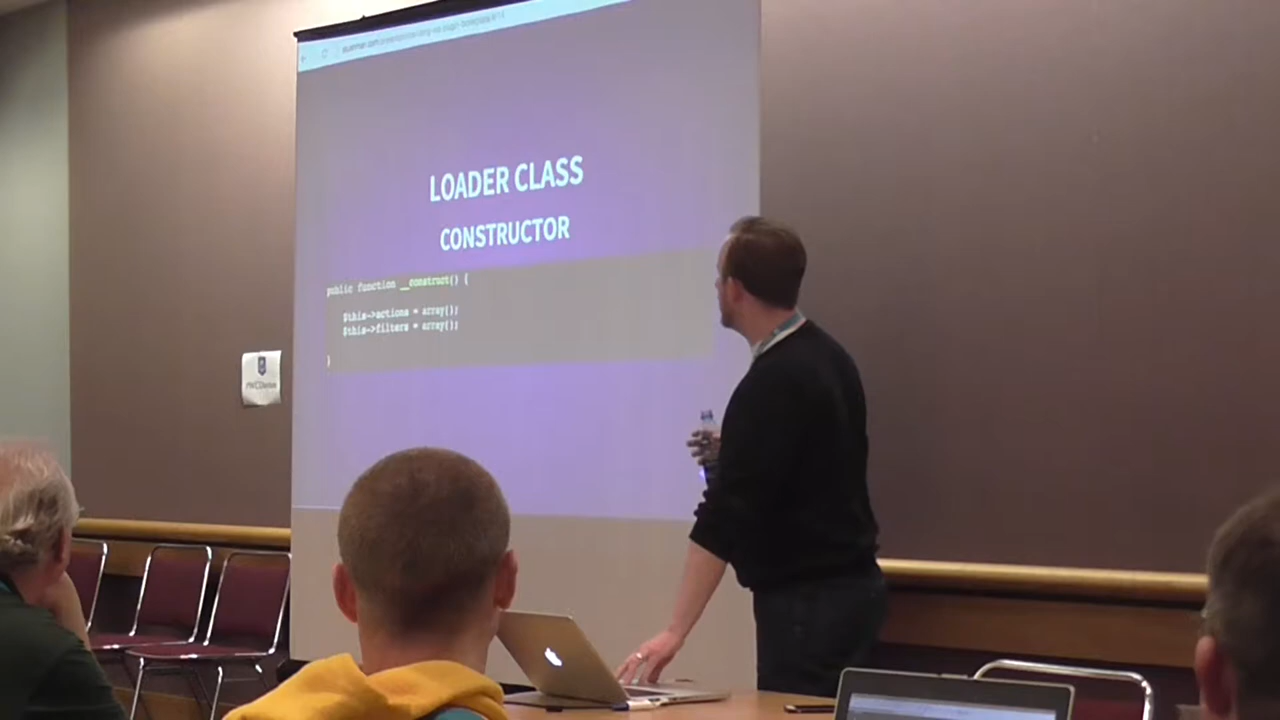 LOADER CLASS
CONSTRUCTOR
public function __construct() {
$this->actions = array();
$this->filters = array();
}